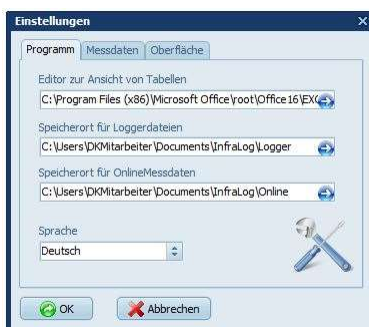 Einstellungen
Programm Messdaten Oberfläche
Editor zur Ansicht von Tabellen
C:\Program Files (x86)\Microsoft Office\root\Office16\EXC
Speicherort für Loggerdateien
C:\Users\DKMitarbeiter\Documents\InfraLog\Logger
Speicherort für OnlineMessdaten
C:\Users\DKMitarbeiter\Documents\InfraLog\Online
Sprache
Deutsch
OK Abbrechen